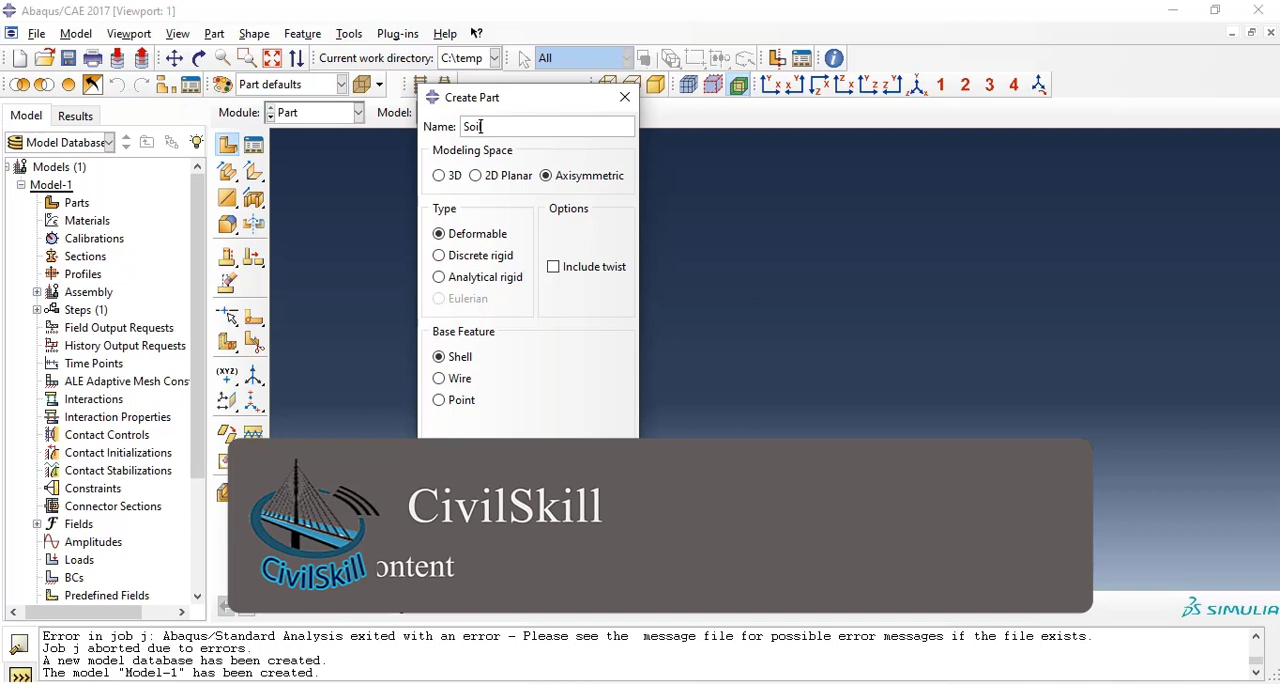 Abaqus/CAE 2017 [Viewport: 1]
File Model Viewport View Part Shape Feature Tools Plug-ins Help
Current work directory: C:\temp All
Part defaults
1 2 3 4
Model Results Module: Part Model:
Create Part
Name: Soi
Modeling Space
3D 2D Planar Axisymmetric
Type Options
Deformable
Discrete rigid
Analytical rigid
Eulerian
Include twist
Base Feature
Shell
Wire
Point
Model Database
Models (1)
Model-1
Parts
Materials
Calibrations
Sections
Profiles
Assembly
Steps (1)
Field Output Requests
History Output Requests
Time Points
ALE Adaptive Mesh Cons
Interactions
Interaction Properties
Contact Controls
Contact Initializations
Contact Stabilizations
Constraints
Connector Sections
Fields
Amplitudes
Loads
BCs
Predefined Fields
(XYZ)
CivilSkill
CivilSkill
ontent
SIMULIA
Error in job j: Abaqus/Standard Analysis exited with an error - Please see the message file for possible error messages if the file exists.
Job j aborted due to errors.
A new model database has been created.
The model "Model-1" has been created.